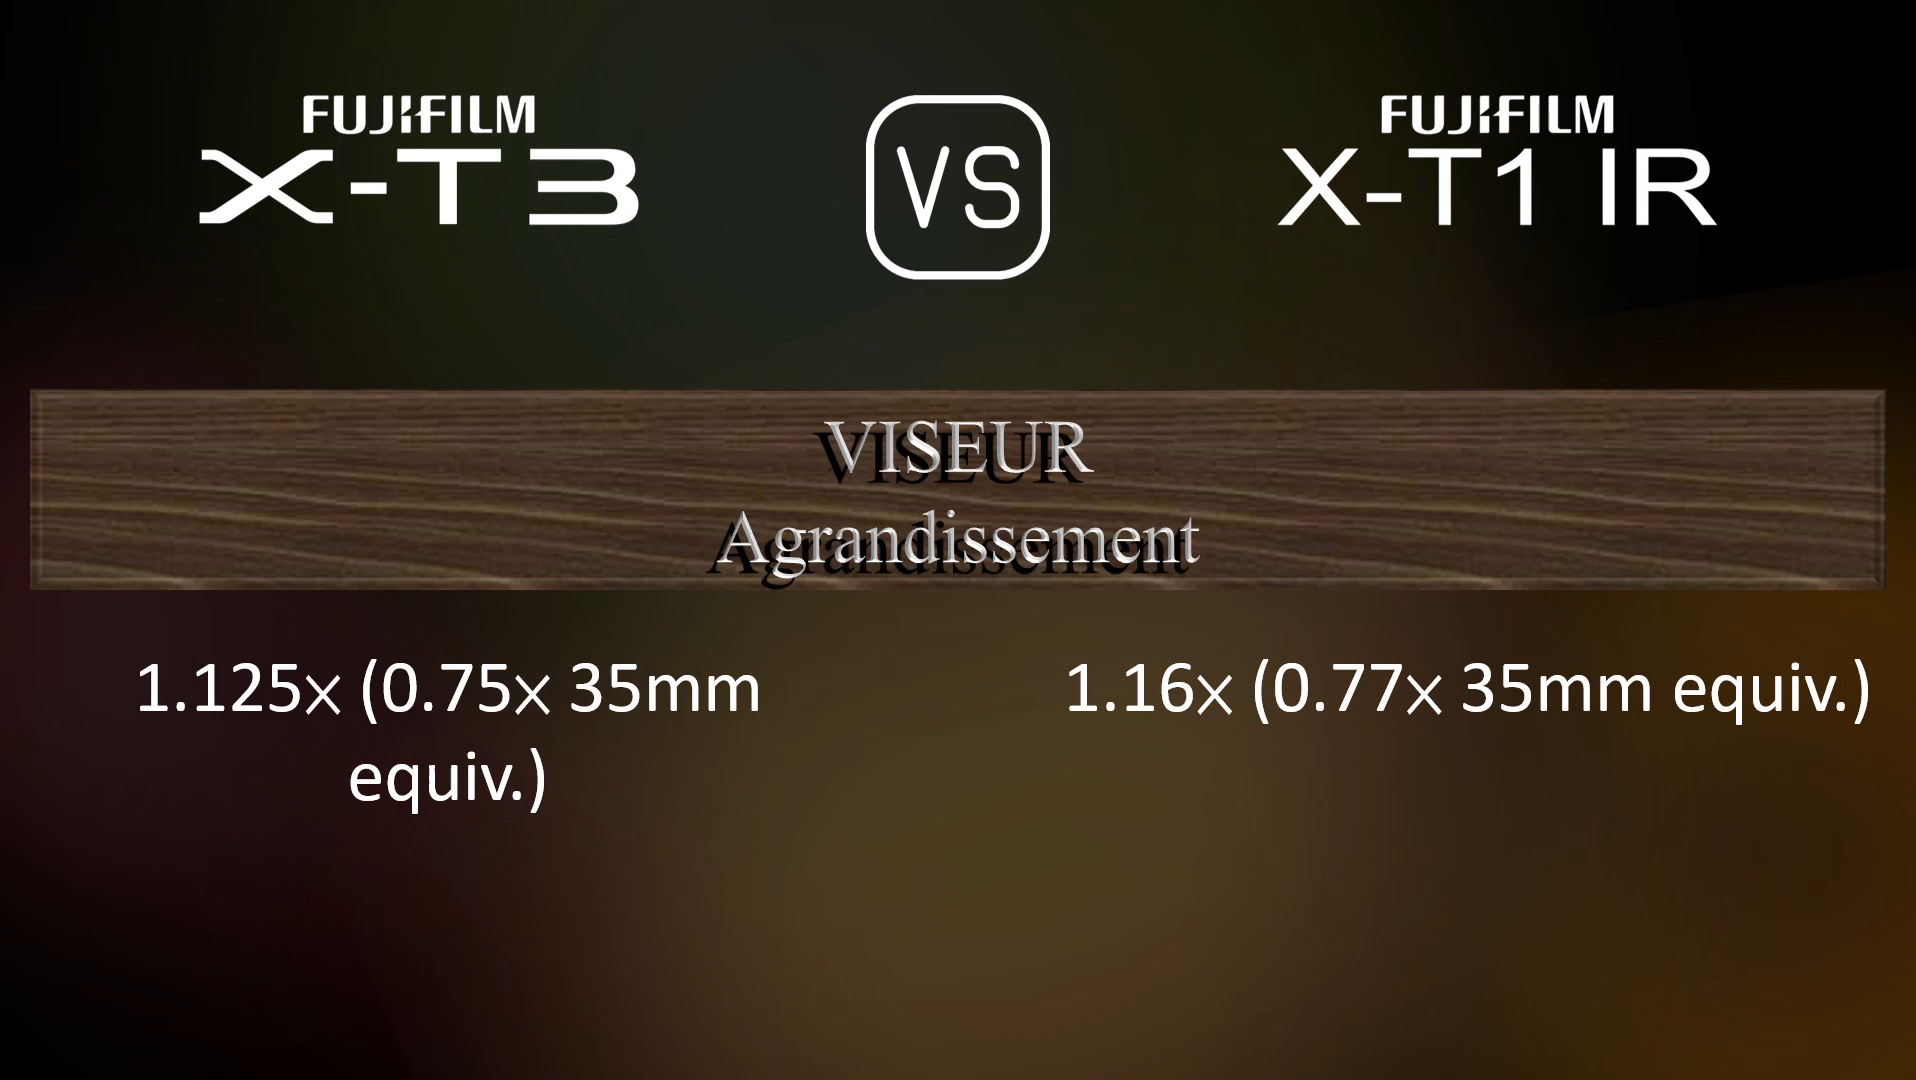 FUJIFILM
X-T3
VS
FUJIFILM
X-T1 IR
VISEUR
Agrandissement
1.125× (0.75× 35mm
equiv.)
1.16× (0.77× 35mm equiv.)